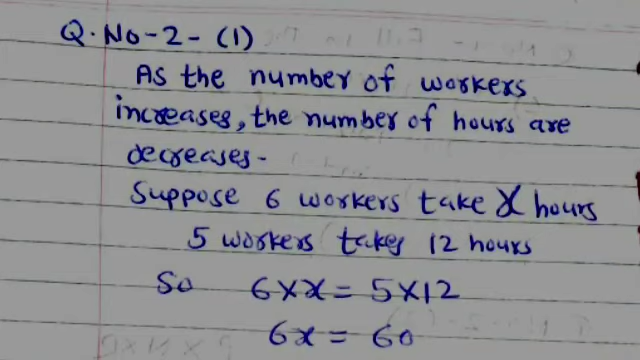 Q. No-2-(1)
As the number of workers
increases, the number of hours are
decreases-
Suppose 6 workers take x hours
5 workers takes 12 hours
So 6×x = 5×12
6x = 60